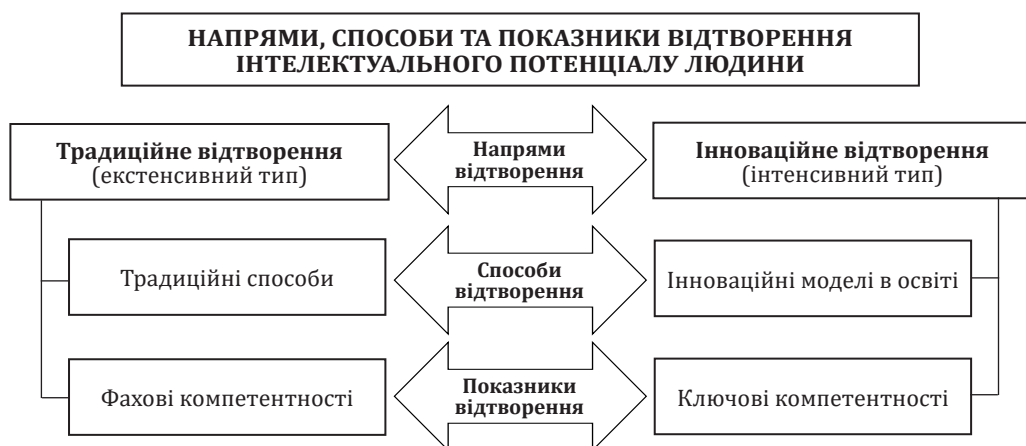 НАПРЯМИ, СПОСОБИ ТА ПОКАЗНИКИ ВІДТВОРЕННЯ
ІНТЕЛЕКТУАЛЬНОГО ПОТЕНЦІАЛУ ЛЮДИНИ
Традиційне відтворення
(екстенсивний тип)
Напрями
відтворення
Інноваційне відтворення
(інтенсивний тип)
Традиційні способи
Способи
відтворення
Інноваційні моделі в освіті
Фахові компетентності
Показники
відтворення
Ключові компетентності